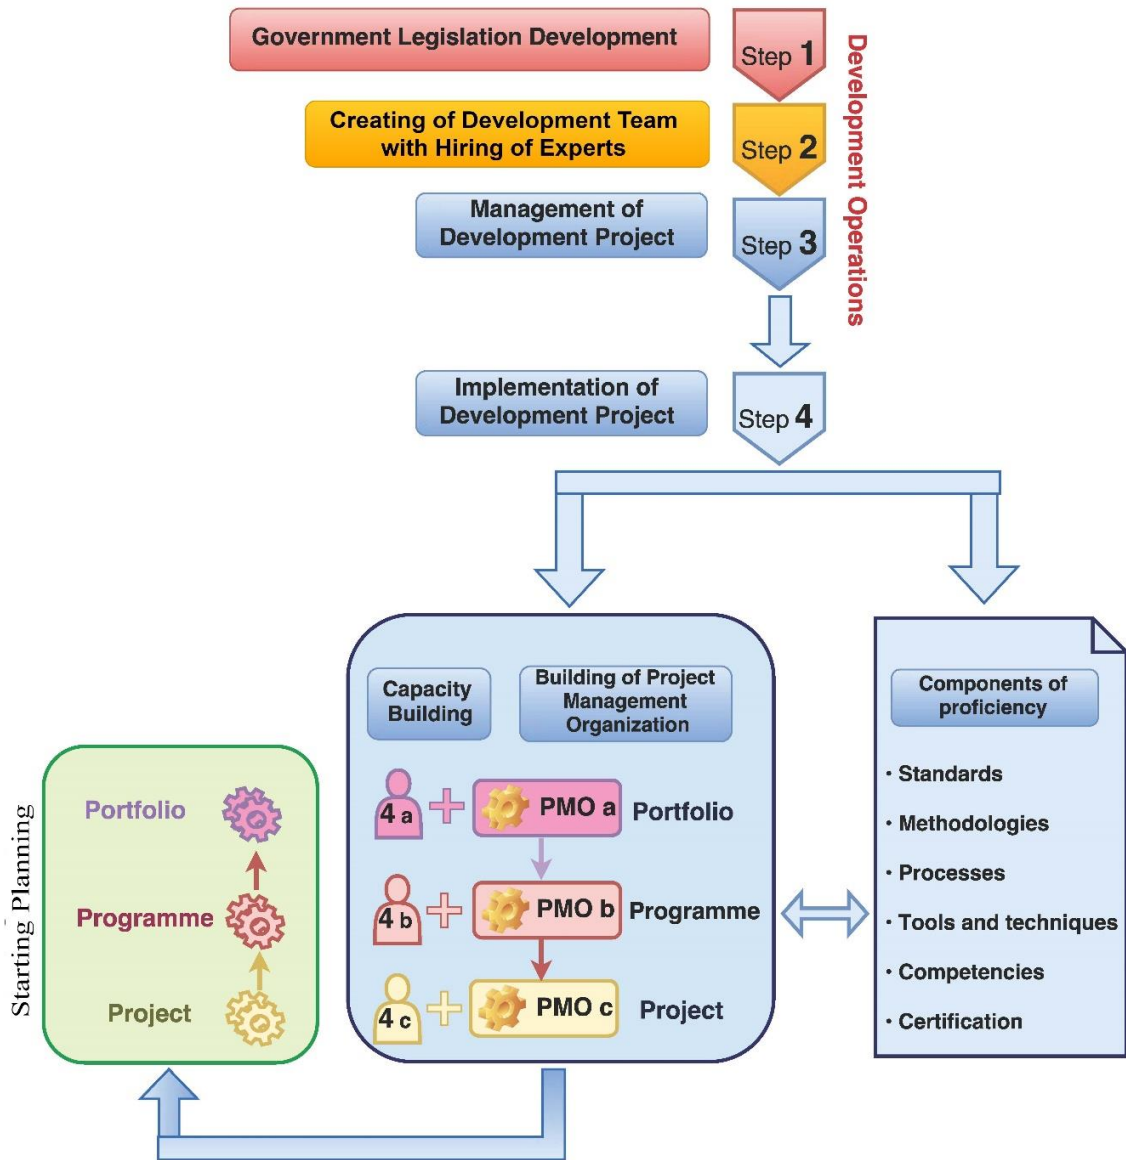 Government Legislation Development
Step 1
Creating of Development Team
with Hiring of Experts
Step 2
Management of
Development Project
Step 3
Development Operations
Implementation of
Development Project
Step 4
Capacity
Building
Building of Project
Management
Organization
4 a
PMO a
Portfolio
4 b
PMO b
Programme
4 c
PMO c
Project
Components of
proficiency
· Standards
· Methodologies
· Processes
· Tools and techniques
· Competencies
· Certification
Starting Planning
Portfolio
Programme
Project